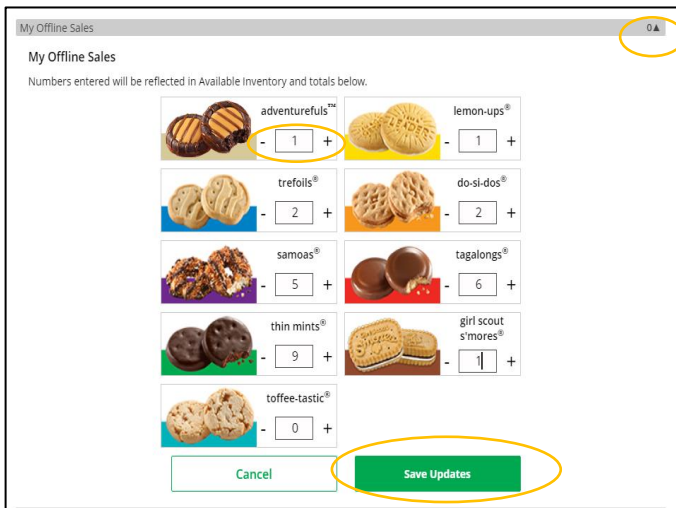 My Offline Sales 0▲
My Offline Sales
Numbers entered will be reflected in Available Inventory and totals below.
adventurefuls™
- 1 +
lemon-ups®
- 1 +
trefoils®
- 2 +
do-si-dos®
- 2 +
samoas®
- 5 +
tagalongs®
- 6 +
thin mints®
- 9 +
girl scout
s'mores®
- 1 +
toffee-tastic®
- 0 +
Cancel Save Updates